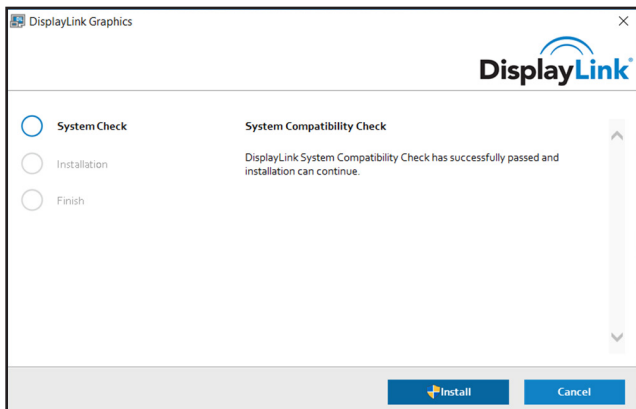 DisplayLink Graphics
DisplayLink®
System Check
Installation
Finish
System Compatibility Check
DisplayLink System Compatibility Check has successfully passed and
installation can continue.
Install
Cancel